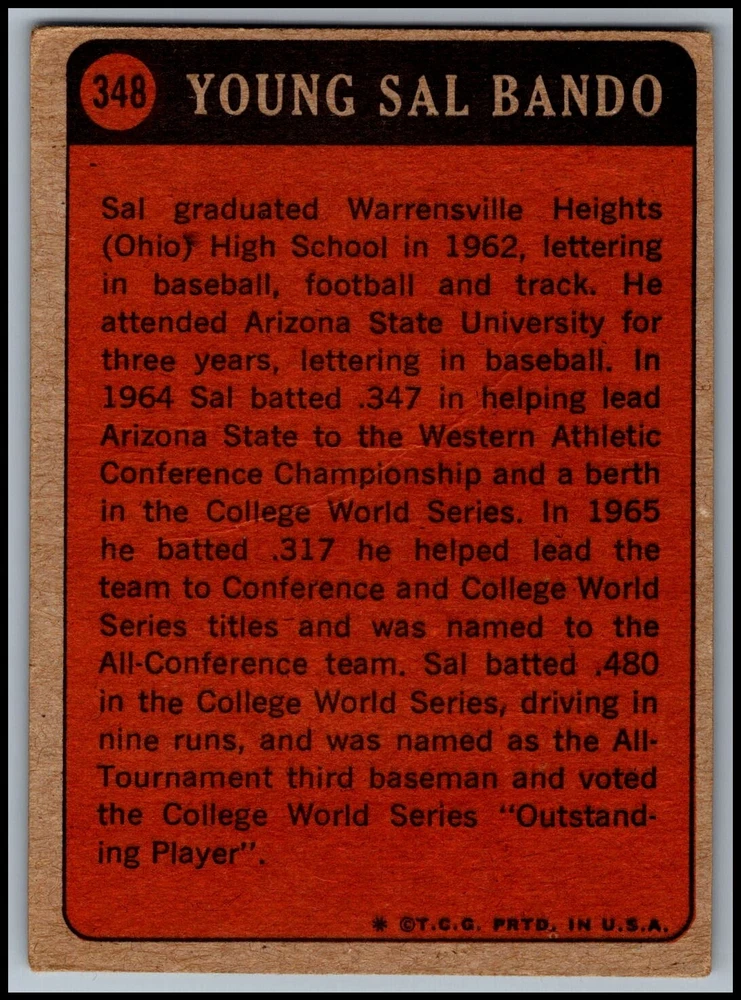 348 YOUNG SAL BANDO
Sal graduated Warrensville Heights
(Ohio) High School in 1962, lettering
in baseball, football and track. He
attended Arizona State University for
three years, lettering in baseball. In
1964 Sal batted .347 in helping lead
Arizona State to the Western Athletic
Conference Championship and a berth
in the College World Series. In 1965
he batted .317 he helped lead the
team to Conference and College World
Series titles and was named to the
All-Conference team. Sal batted .480
in the College World Series, driving in
nine runs, and was named as the All-
Tournament third baseman and voted
the College World Series "Outstand-
ing Player".
* ©T.C.G. PRTD. IN U.S.A.